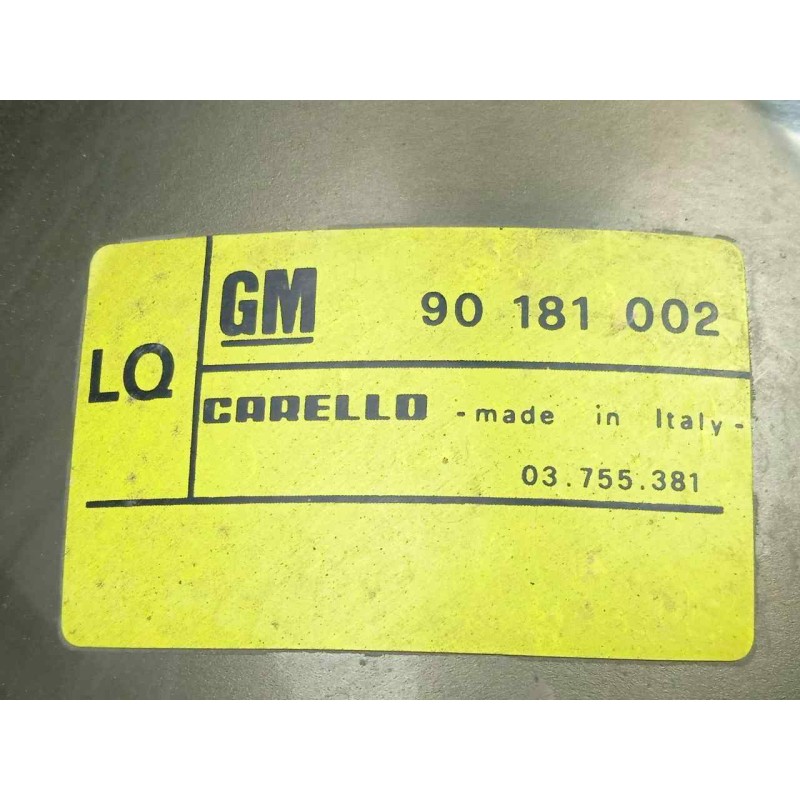 LQ
GM 90 181 002
CARELLO - made in Italy -
03.755.381